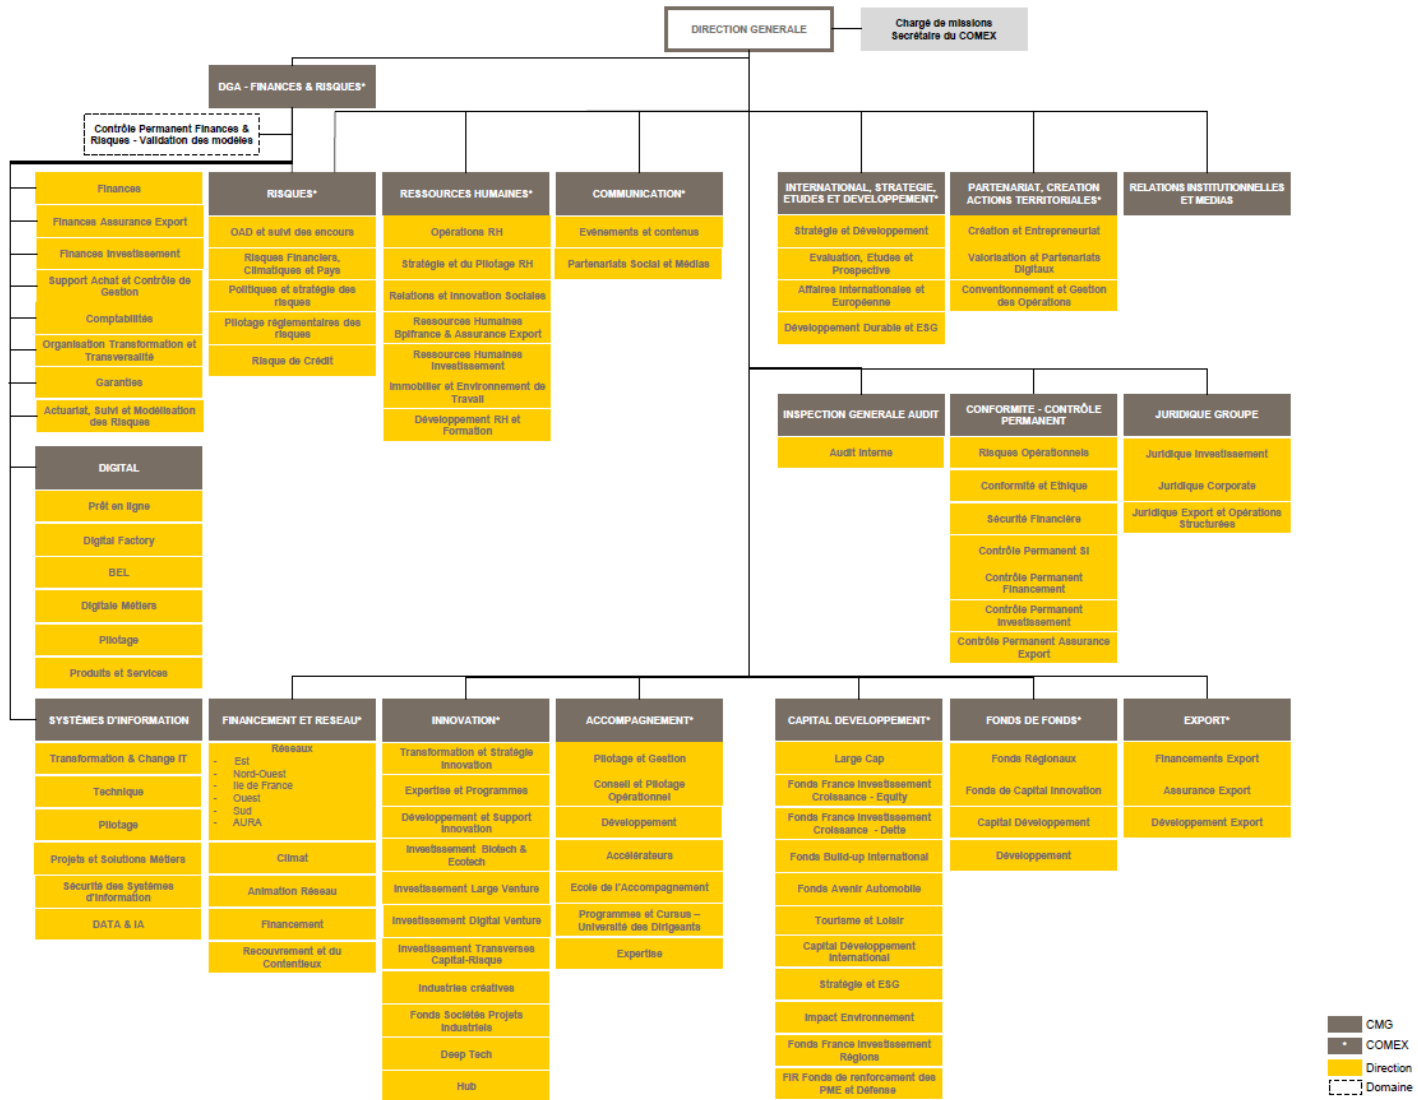 DIRECTION GENERALE
Chargé de missions
Secrétaire du COMEX
DGA - FINANCES & RISQUES*
Contrôle Permanent Finances &
Risques - Validation des modèles
Finances
Finances Assurance Export
Finances Investissement
Support Achat et Contrôle de
Gestion
Comptabilités
Organisation Transformation et
Transversalité
Garanties
Actuariat, Suivi et Modélisation
des Risques
RISQUES*
OAD et suivi des encours
Risques Financiers,
Climatiques et Pays
Politiques et stratégie des
risques
Pilotage réglementaires des
risques
Risque de Crédit
RESSOURCES HUMAINES*
Opérations RH
Stratégie et du Pilotage RH
Relations et Innovation Sociales
Ressources Humaines
Bpifrance & Assurance Export
Ressources Humaines
Investissement
Immobilier et Environnement de
Travail
Développement RH et
Formation
COMMUNICATION*
Evènements et contenus
Partenariats Social et Médias
INTERNATIONAL, STRATEGIE,
ETUDES ET DEVELOPPEMENT*
Stratégie et Développement
Evaluation, Etudes et
Prospective
Affaires Internationales et
Européenne
Développement Durable et ESG
PARTENARIAT, CREATION
ACTIONS TERRITORIALES*
Création et Entrepreneuriat
Valorisation et Partenariats
Digitaux
Conventionnement et Gestion
des Opérations
RELATIONS INSTITUTIONNELLES
ET MEDIAS
INSPECTION GENERALE AUDIT
Audit Interne
CONFORMITE - CONTRÔLE
PERMANENT
Risques Opérationnels
Conformité et Ethique
Sécurité Financière
Contrôle Permanent SI
Contrôle Permanent
Financement
Contrôle Permanent
Investissement
Contrôle Permanent Assurance
Export
JURIDIQUE GROUPE
Juridique Investissement
Juridique Corporate
Juridique Export et Opérations
Structurées
DIGITAL
Prêt en ligne
Digital Factory
BEL
Digitale Métiers
Pilotage
Produits et Services
SYSTÈMES D'INFORMATION
Transformation & Change IT
Technique
Pilotage
Projets et Solutions Métiers
Sécurité des Systèmes
d'Information
DATA & IA
FINANCEMENT ET RESEAU*
Réseaux
- Est
- Nord-Ouest
- Ile de France
- Ouest
- Sud
- AURA
Climat
Animation Réseau
Financement
Recouvrement et du
Contentieux
INNOVATION*
Transformation et Stratégie
Innovation
Expertise et Programmes
Développement et Support
Innovation
Investissement Biotech &
Ecotech
Investissement Large Venture
Investissement Digital Venture
Investissement Transverses
Capital-Risque
Industries créatives
Fonds Sociétés Projets
Industriels
Deep Tech
Hub
ACCOMPAGNEMENT*
Pilotage et Gestion
Conseil et Pilotage
Opérationnel
Développement
Accélérateurs
Ecole de l'Accompagnement
Programmes et Cursus –
Université des Dirigeants
Expertise
CAPITAL DEVELOPPEMENT*
Large Cap
Fonds France Investissement
Croissance - Equity
Fonds France Investissement
Croissance - Dette
Fonds Build-up International
Fonds Avenir Automobile
Tourisme et Loisir
Capital Développement
International
Stratégie et ESG
Impact Environnement
Fonds France Investissement
Régions
FIR Fonds de renforcement des
PME et Défense
FONDS DE FONDS*
Fonds Régionaux
Fonds de Capital Innovation
Capital Développement
Développement
EXPORT*
Financements Export
Assurance Export
Développement Export
CMG
* COMEX
Direction
Domaine